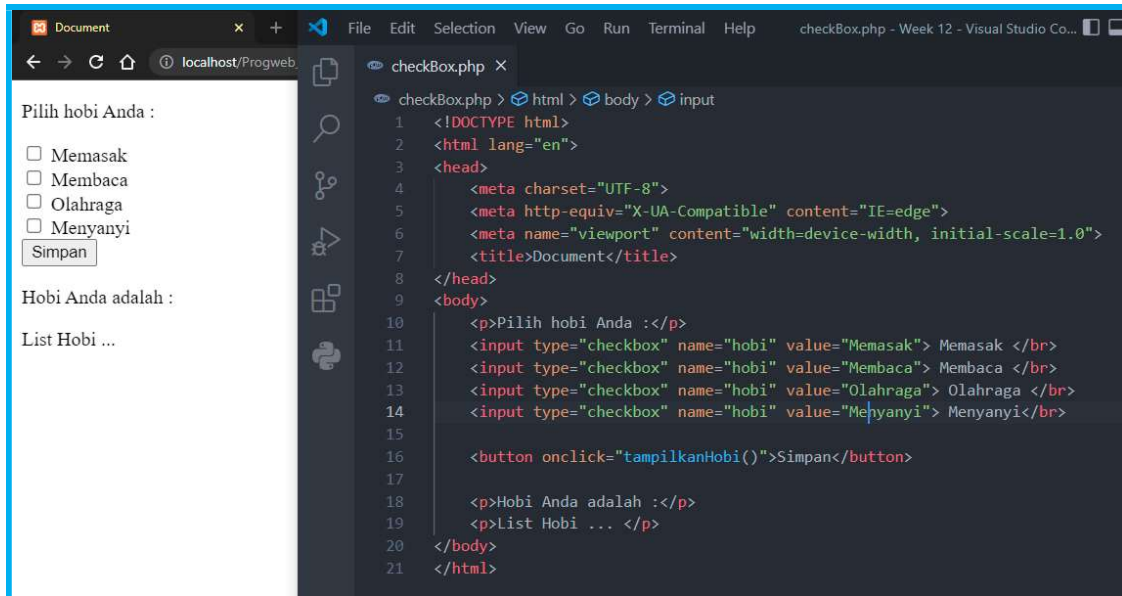 Document
localhost/Progweb_
Pilih hobi Anda :
Memasak
Membaca
Olahraga
Menyanyi
Simpan
Hobi Anda adalah :
List Hobi ...
File Edit Selection View Go Run Terminal Help checkBox.php - Week 12 - Visual Studio Co...
checkBox.php
checkBox.php > html > body > input
1 <!DOCTYPE html>
2 <html lang="en">
3 <head>
4 <meta charset="UTF-8">
5 <meta http-equiv="X-UA-Compatible" content="IE=edge">
6 <meta name="viewport" content="width=device-width, initial-scale=1.0">
7 <title>Document</title>
8 </head>
9 <body>
10 <p>Pilih hobi Anda :</p>
11 <input type="checkbox" name="hobi" value="Memasak"> Memasak </br>
12 <input type="checkbox" name="hobi" value="Membaca"> Membaca </br>
13 <input type="checkbox" name="hobi" value="Olahraga"> Olahraga </br>
14 <input type="checkbox" name="hobi" value="Menyanyi"> Menyanyi</br>
15
16 <button onclick="tampilkanHobi()">Simpan</button>
17
18 <p>Hobi Anda adalah :</p>
19 <p>List Hobi ... </p>
20 </body>
21 </html>